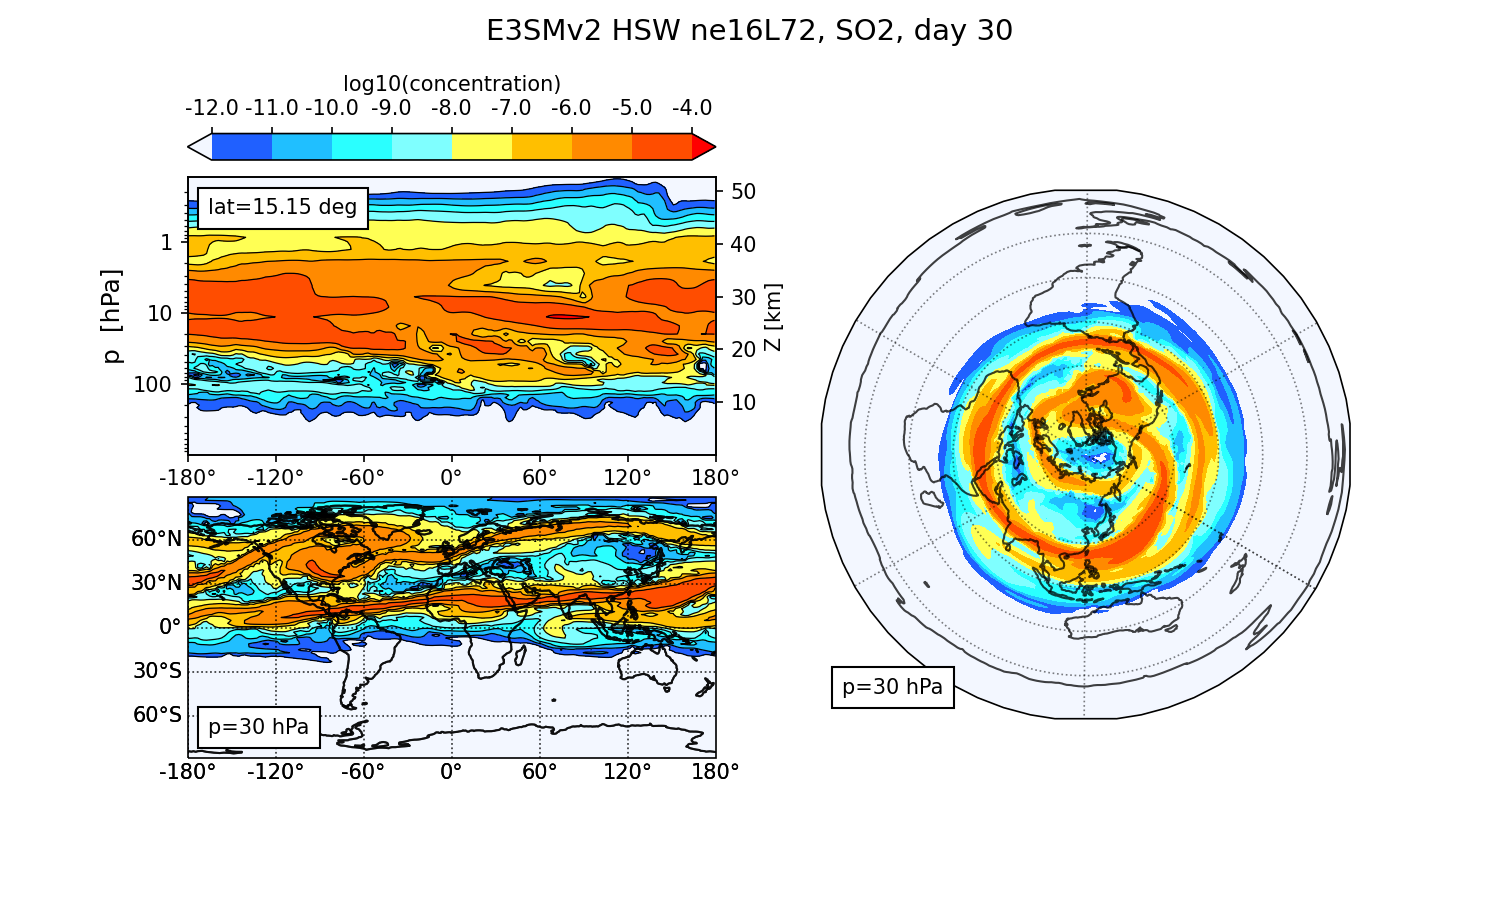 E3SMv2 HSW ne16L72, SO2, day 30
log10(concentration)
-12.0 -11.0 -10.0 -9.0 -8.0 -7.0 -6.0 -5.0 -4.0
lat=15.15 deg
p [hPa]
1
10
100
50
40
30
20
10
Z [km]
-180° -120° -60° 0° 60° 120° 180°
60°N
30°N
0°
30°S
60°S
p=30 hPa
-180° -120° -60° 0° 60° 120° 180°
p=30 hPa